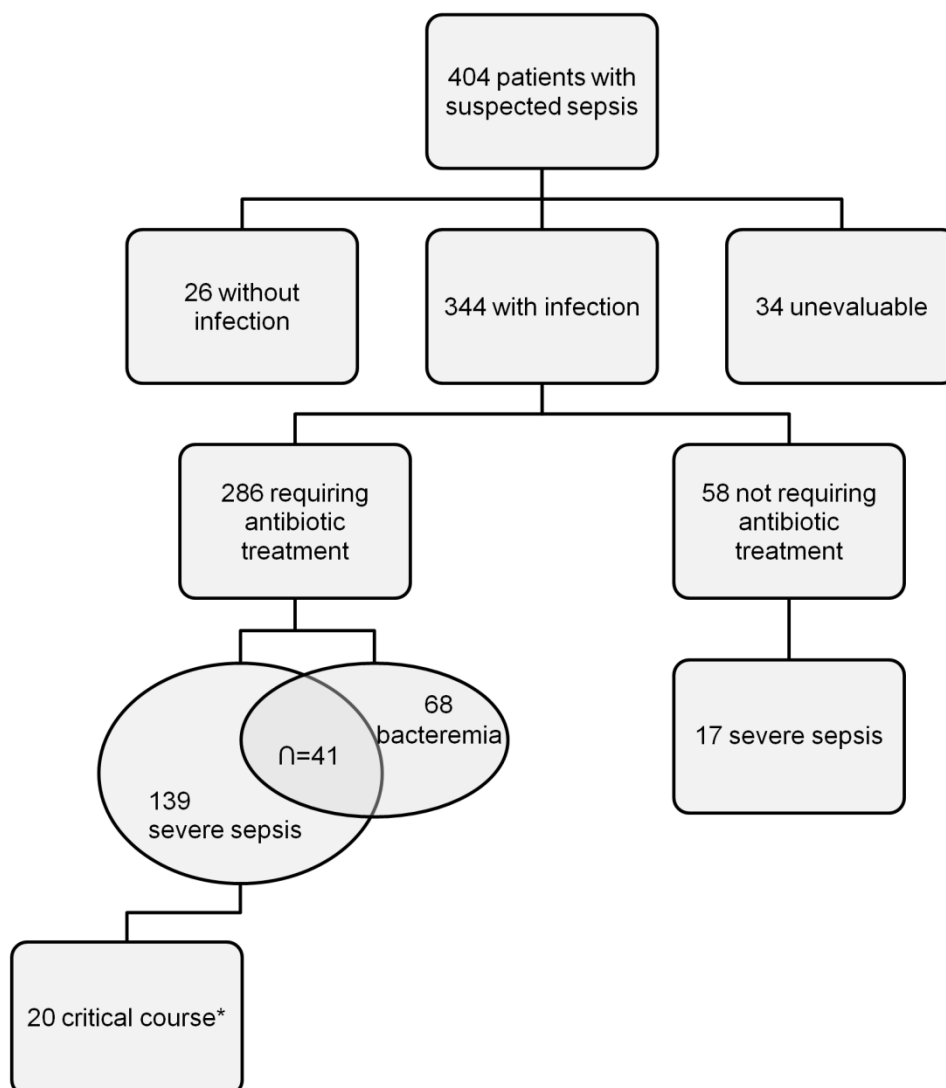 404 patients with
suspected sepsis
26 without
infection
344 with infection
34 unevaluable
286 requiring
antibiotic
treatment
58 not requiring
antibiotic
treatment
68
bacteremia
∩=41
139
severe sepsis
17 severe sepsis
20 critical course*